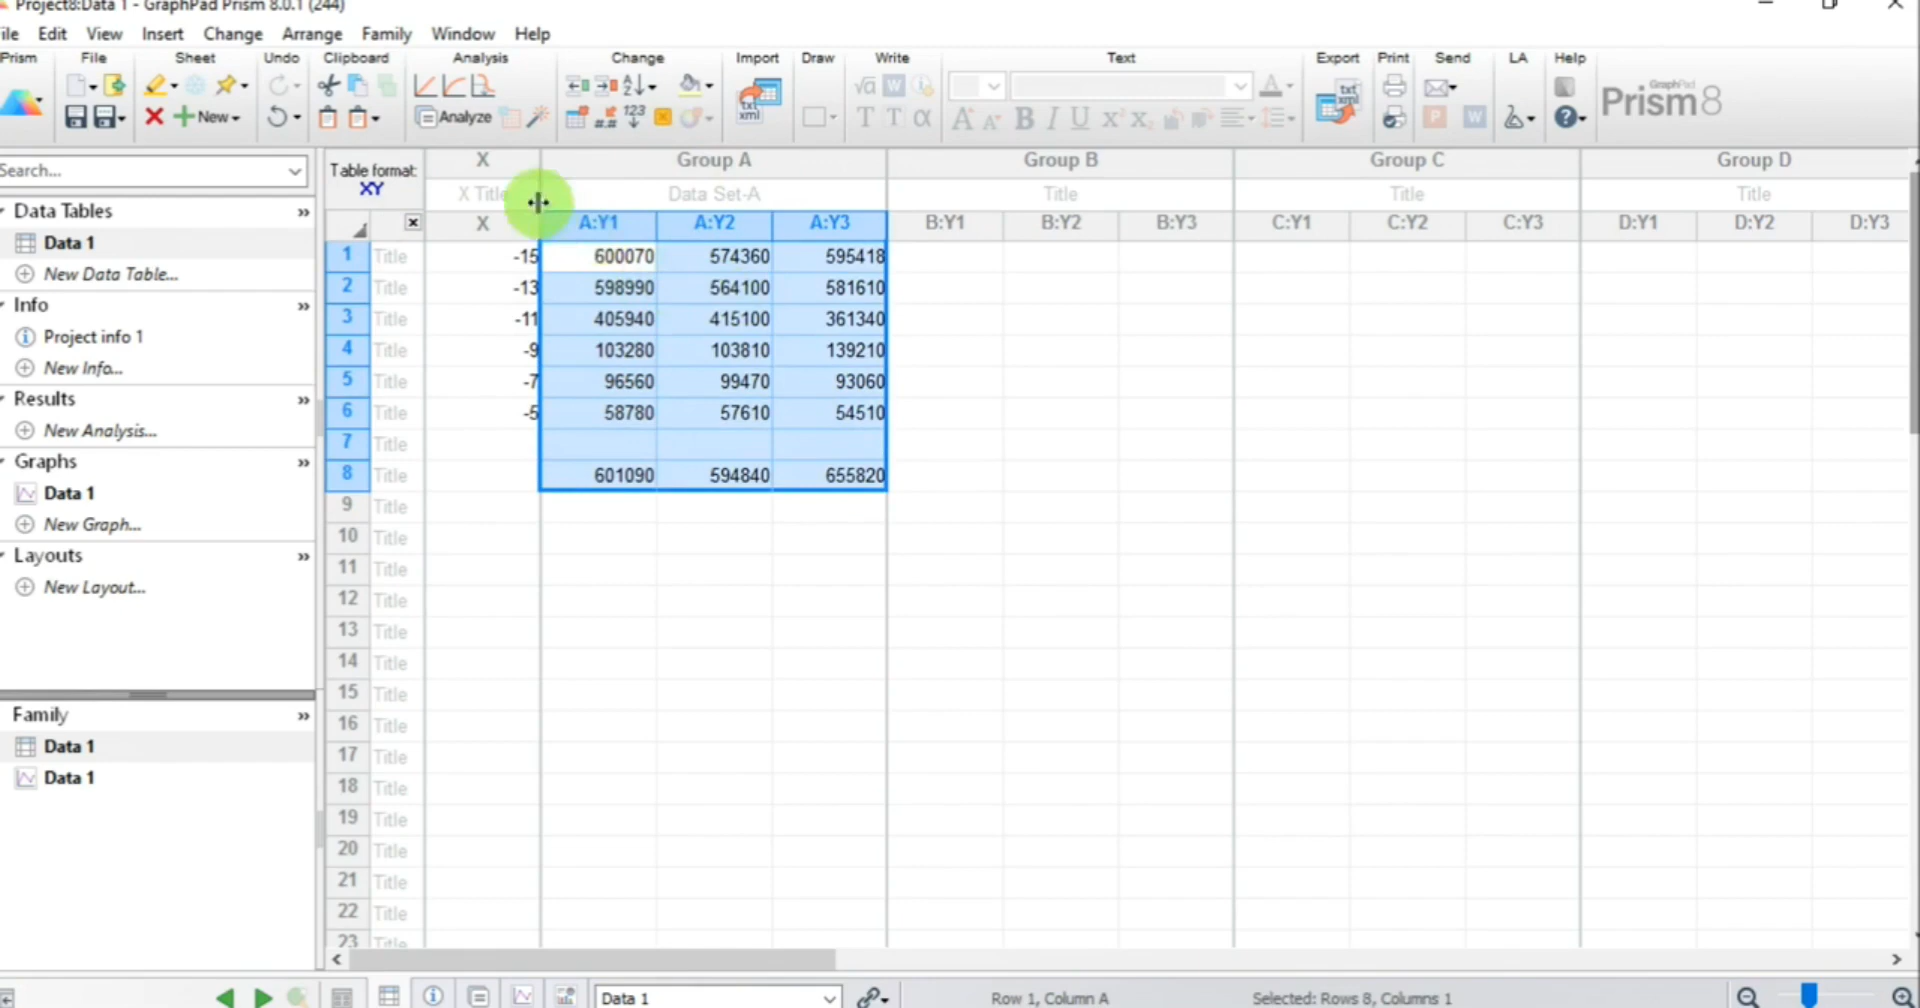 Project8:Data 1 - GraphPad Prism 8.0.1 (244)
ile Edit View Insert Change Arrange Family Window Help
Prism File Sheet Undo Clipboard Analysis Change Import Draw Write Text Export Print Send LA Help
New Analyze
GraphPad
Prism8
Search...
Data Tables
Data 1
New Data Table...
Info
Project info 1
New Info...
Results
New Analysis...
Graphs
Data 1
New Graph...
Layouts
New Layout...
Family
Data 1
Data 1
Table format:
XY
X Group A Group B Group C Group D
X Title Data Set-A Title Title Title
X A:Y1 A:Y2 A:Y3 B:Y1 B:Y2 B:Y3 C:Y1 C:Y2 C:Y3 D:Y1 D:Y2 D:Y3
1 Title -15 600070 574360 595418
2 Title -13 598990 564100 581610
3 Title -11 405940 415100 361340
4 Title -9 103280 103810 139210
5 Title -7 96560 99470 93060
6 Title -5 58780 57610 54510
7 Title
8 Title 601090 594840 655820
9 Title
10 Title
11 Title
12 Title
13 Title
14 Title
15 Title
16 Title
17 Title
18 Title
19 Title
20 Title
21 Title
22 Title
23 Title
Data 1 Row 1, Column A Selected: Rows 8, Columns 1